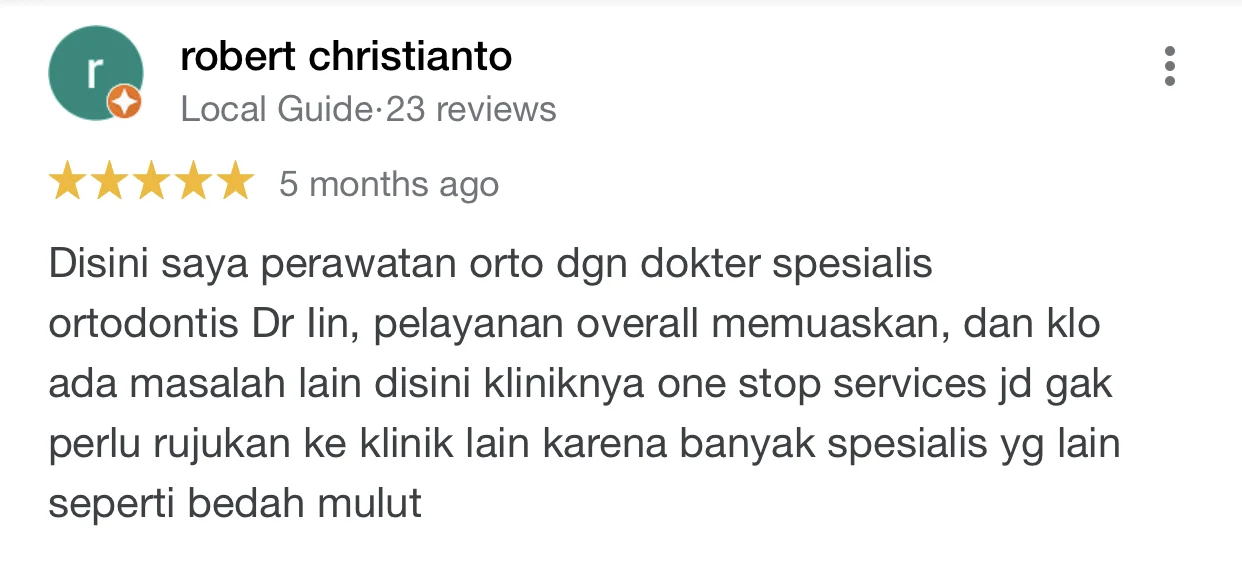 r
robert christianto
Local Guide·23 reviews
5 months ago
Disini saya perawatan orto dgn dokter spesialis
ortodontis Dr Iin, pelayanan overall memuaskan, dan klo
ada masalah lain disini kliniknya one stop services jd gak
perlu rujukan ke klinik lain karena banyak spesialis yg lain
seperti bedah mulut